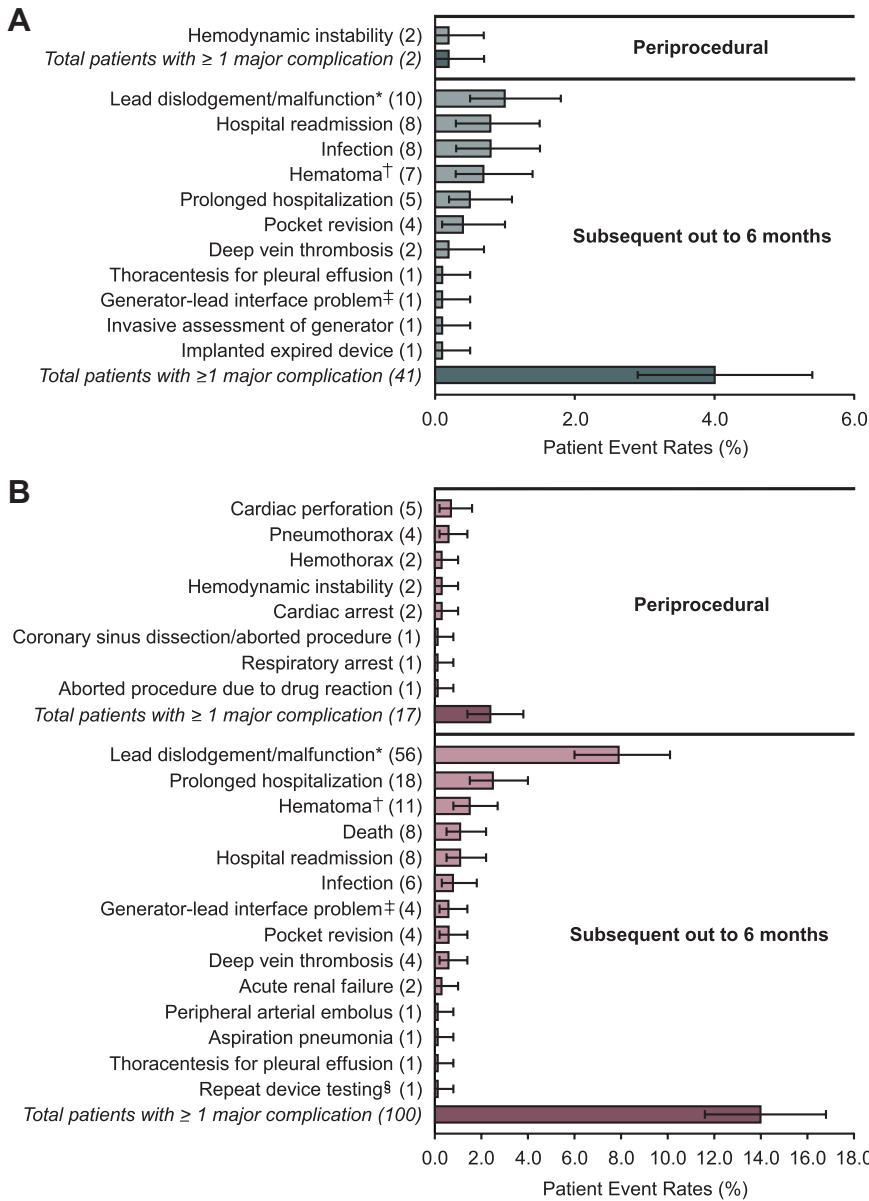 A
Hemodynamic instability (2)
Total patients with ≥ 1 major complication (2)
Periprocedural
Lead dislodgement/malfunction* (10)
Hospital readmission (8)
Infection (8)
Hematoma† (7)
Prolonged hospitalization (5)
Pocket revision (4)
Deep vein thrombosis (2)
Thoracentesis for pleural effusion (1)
Generator-lead interface problem‡ (1)
Invasive assessment of generator (1)
Implanted expired device (1)
Total patients with ≥1 major complication (41)
Subsequent out to 6 months
0.0 2.0 4.0 6.0
Patient Event Rates (%)
B
Cardiac perforation (5)
Pneumothorax (4)
Hemothorax (2)
Hemodynamic instability (2)
Cardiac arrest (2)
Coronary sinus dissection/aborted procedure (1)
Respiratory arrest (1)
Aborted procedure due to drug reaction (1)
Total patients with ≥ 1 major complication (17)
Periprocedural
Lead dislodgement/malfunction* (56)
Prolonged hospitalization (18)
Hematoma† (11)
Death (8)
Hospital readmission (8)
Infection (6)
Generator-lead interface problem‡ (4)
Pocket revision (4)
Deep vein thrombosis (4)
Acute renal failure (2)
Peripheral arterial embolus (1)
Aspiration pneumonia (1)
Thoracentesis for pleural effusion (1)
Repeat device testing§ (1)
Total patients with ≥ 1 major complication (100)
Subsequent out to 6 months
0.0 2.0 4.0 6.0 8.0 10.0 12.0 14.0 16.0 18.0
Patient Event Rates (%)